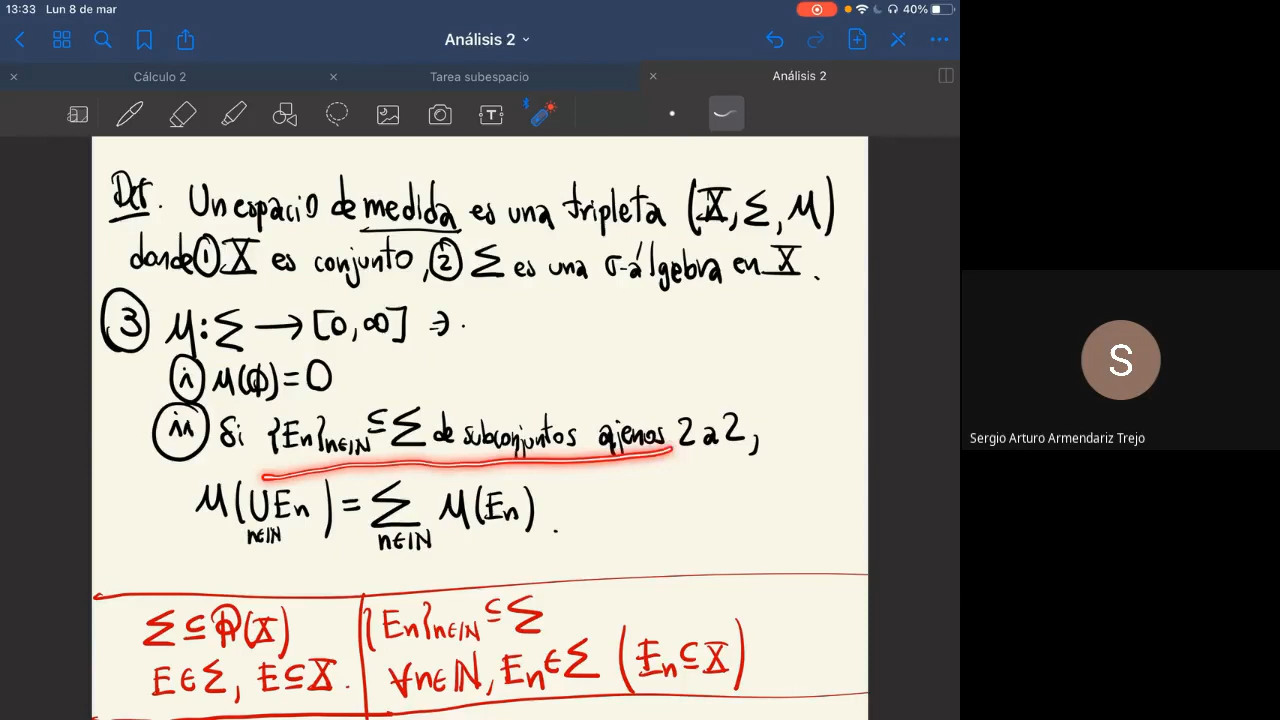 13:33 Lun 8 de mar
40%
Análisis 2
Cálculo 2
Tarea subespacio
Análisis 2
Def. Un espacio de medida es una tripleta (X, Σ, μ)
donde ① X es conjunto, ② Σ es una σ-álgebra en X.
③ μ: Σ → [0, ∞] ∋.
i μ(∅) = 0
ii Si {En}n∈ℕ ⊆ Σ de subconjuntos ajenos 2 a 2,
μ(∪ En) = Σ μ(En).
n∈ℕ n∈ℕ
Σ ⊆ P(X)
E ∈ Σ, E ⊆ X.
{En}n∈ℕ ⊆ Σ
∀n∈ℕ, En ∈ Σ (En ⊆ X)
S
Sergio Arturo Armendariz Trejo